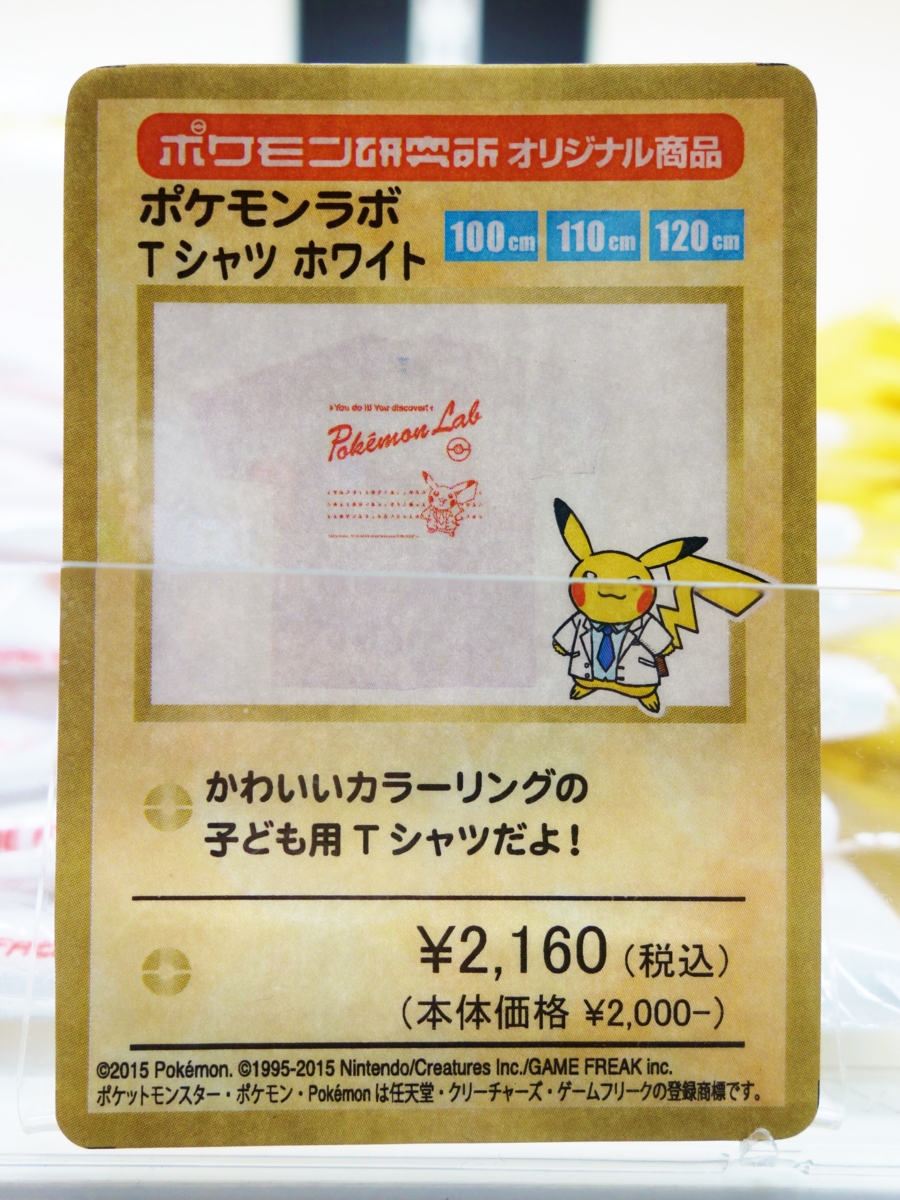 ポケモン研究所 オリジナル商品
ポケモンラボ
Tシャツ ホワイト
100cm 110cm 120cm
You do it! You discover!
Pokémon Lab
かわいいカラーリングの
子ども用Tシャツだよ!
¥2,160(税込)
(本体価格 ¥2,000-)
©2015 Pokémon. ©1995-2015 Nintendo/Creatures Inc./GAME FREAK inc.
ポケットモンスター・ポケモン・Pokémonは任天堂・クリーチャーズ・ゲームフリークの登録商標です。